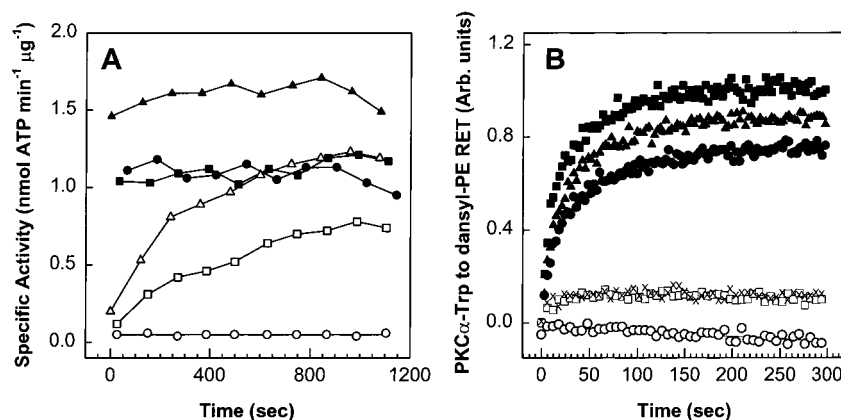 A
Specific Activity (nmol ATP min⁻¹ µg⁻¹)
2.0
1.5
1.0
0.5
0.0
0 400 800 1200
Time (sec)
B
PKCα-Trp to dansyl-PE RET (Arb. units)
1.2
0.8
0.4
0.0
0 50 100 150 200 250 300
Time (sec)